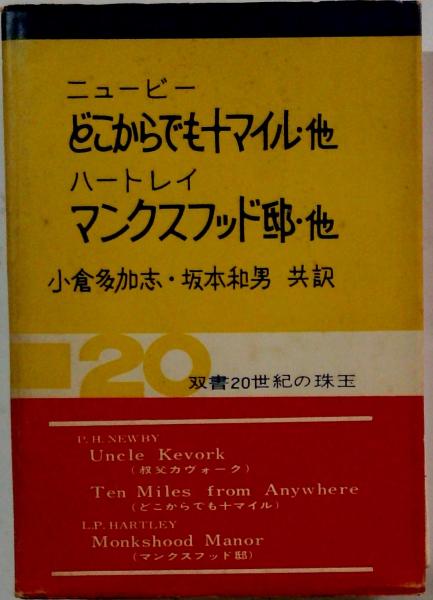 ニュービー
どこからでも十マイル・他
ハートレイ
マンクスフッド邸・他
小倉多加志・坂本和男 共訳
20
双書20世紀の珠玉
P. H. NEWBY
Uncle Kevork
(叔父カヴォーク)
Ten Miles from Anywhere
(どこからでも十マイル)
L.P. HARTLEY
Monkshood Manor
(マンクスフッド邸)